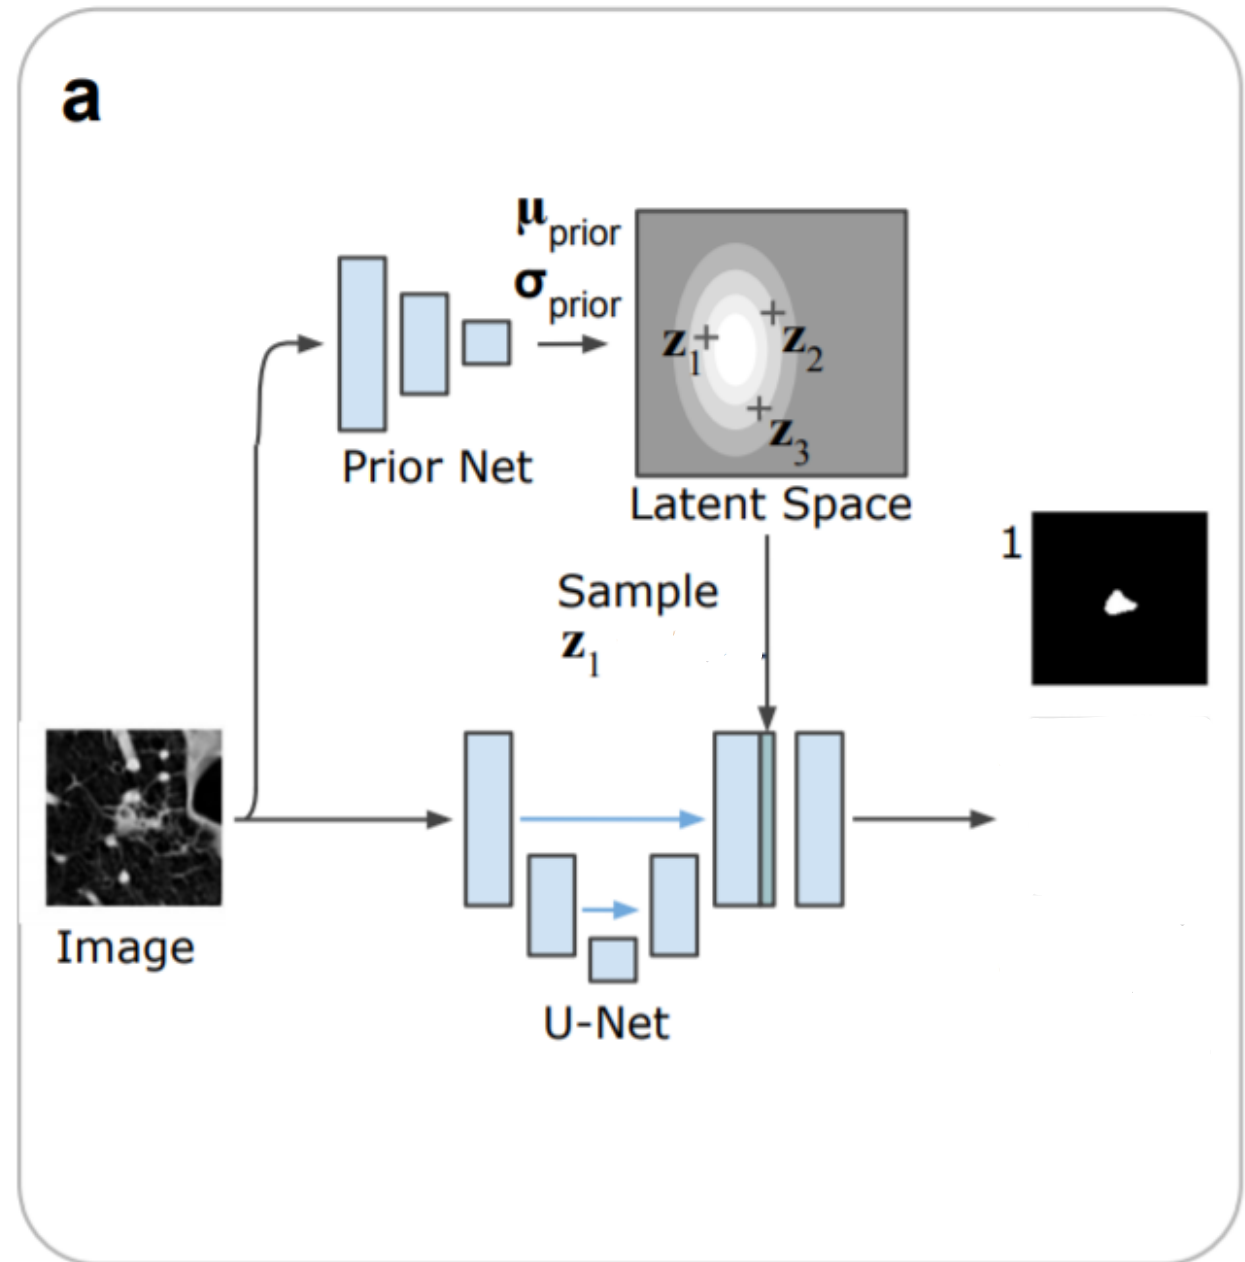 a
μprior
σprior
z1
z2
z3
Prior Net
Latent Space
1
Sample
z1
Image
U-Net